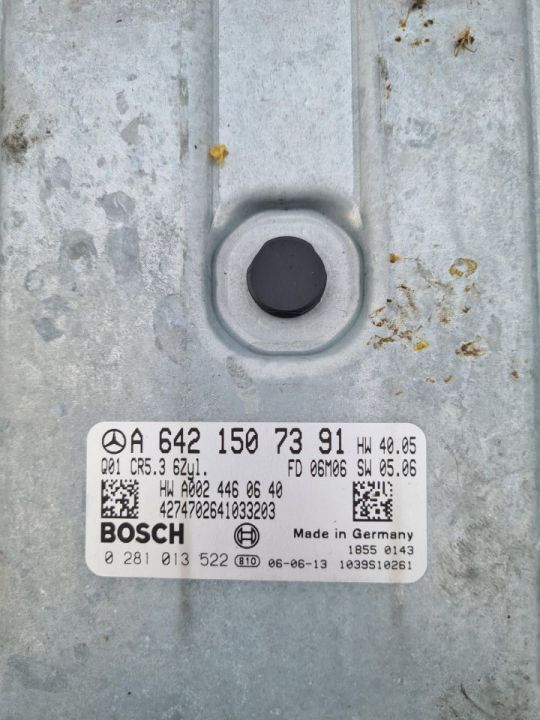 A 642 150 73 91 HW 40.05
Q01 CR5.3 6Zyl. FD 06M06 SW 05.06
HW A002 446 06 40
4274702641033203
BOSCH Made in Germany
1855 0143
0 281 013 522 810 06-06-13 1039S10261